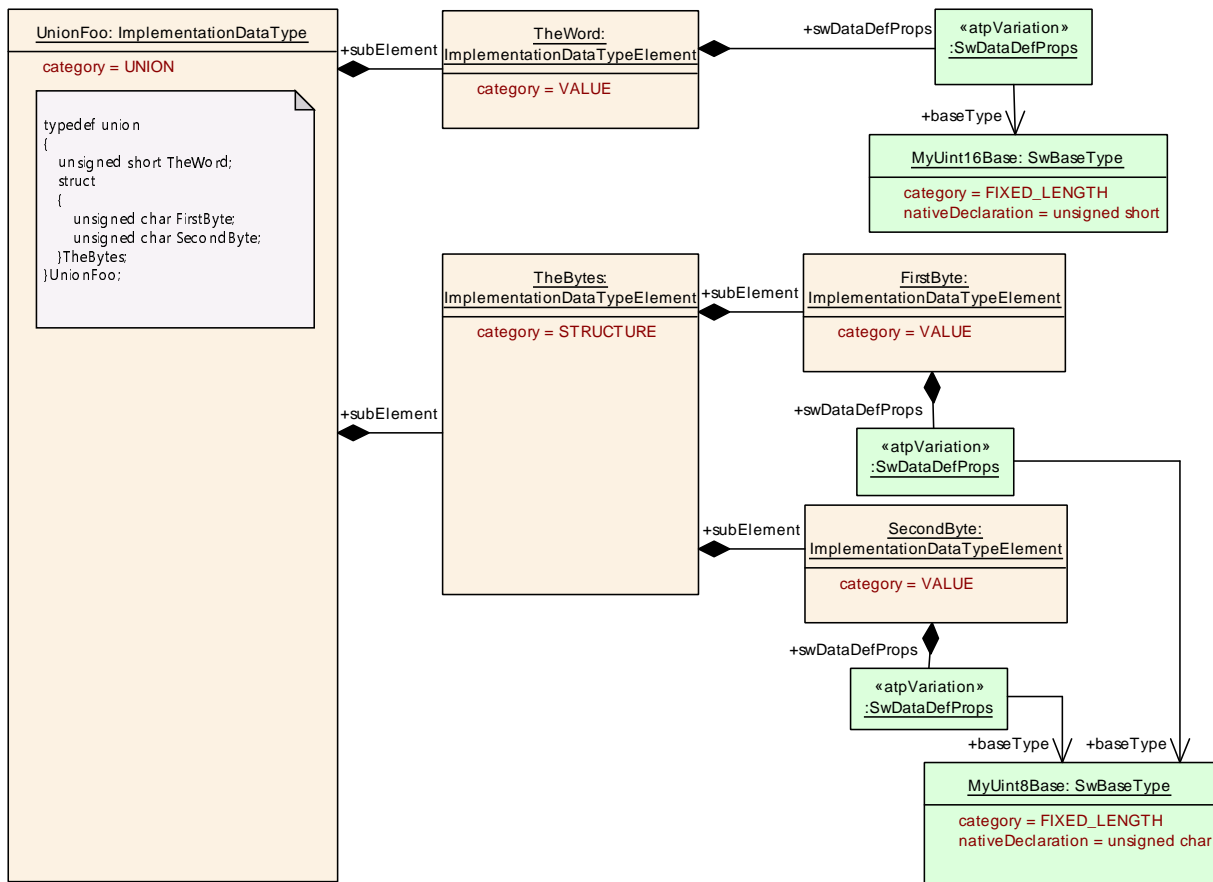 UnionFoo: ImplementationDataType
category = UNION
typedef union
{
unsigned short TheWord;
struct
{
unsigned char FirstByte;
unsigned char SecondByte;
}TheBytes;
}UnionFoo;
+subElement
TheWord:
ImplementationDataTypeElement
category = VALUE
+swDataDefProps
«atpVariation»
:SwDataDefProps
+baseType
MyUint16Base: SwBaseType
category = FIXED_LENGTH
nativeDeclaration = unsigned short
+subElement
TheBytes:
ImplementationDataTypeElement
category = STRUCTURE
+subElement
FirstByte:
ImplementationDataTypeElement
category = VALUE
+swDataDefProps
«atpVariation»
:SwDataDefProps
+subElement
SecondByte:
ImplementationDataTypeElement
category = VALUE
+swDataDefProps
«atpVariation»
:SwDataDefProps
+baseType
+baseType
MyUint8Base: SwBaseType
category = FIXED_LENGTH
nativeDeclaration = unsigned char